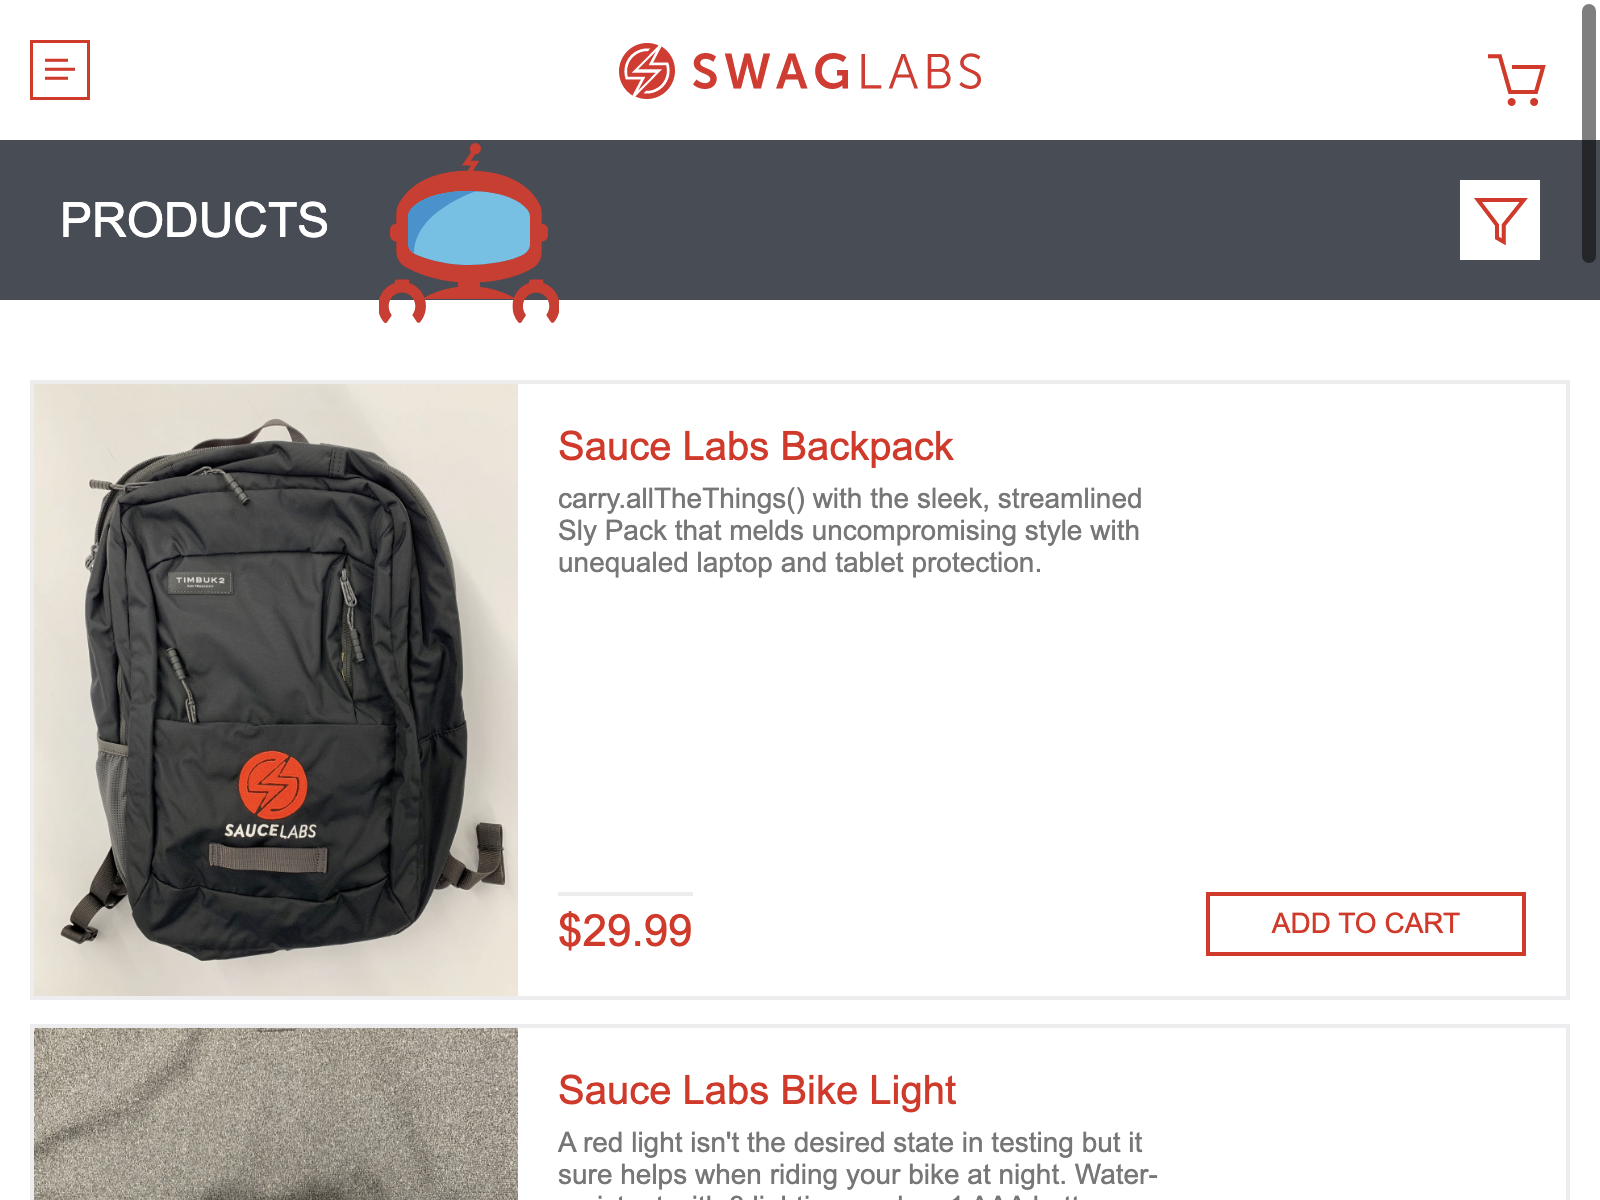 SWAGLABS
PRODUCTS
TIMBUK2
SAUCELABS
Sauce Labs Backpack
carry.allTheThings() with the sleek, streamlined
Sly Pack that melds uncompromising style with
unequaled laptop and tablet protection.
$29.99
ADD TO CART
Sauce Labs Bike Light
A red light isn't the desired state in testing but it
sure helps when riding your bike at night. Water-